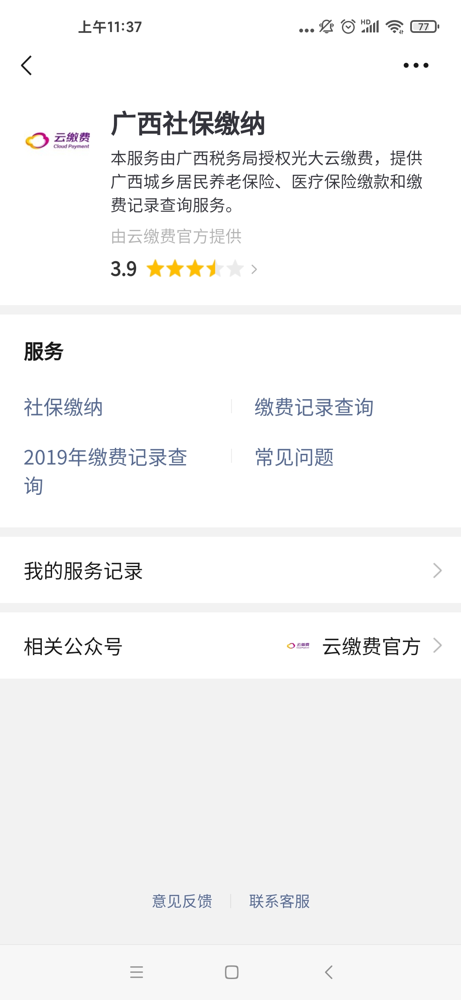 上午11:37
HD
77
广西社保缴纳
云缴费
Cloud Payment
本服务由广西税务局授权光大云缴费，提供
广西城乡居民养老保险、医疗保险缴款和缴
费记录查询服务。
由云缴费官方提供
3.9
服务
社保缴纳
缴费记录查询
2019年缴费记录查
询
常见问题
我的服务记录
相关公众号
云缴费
Cloud Payment
云缴费官方
意见反馈
联系客服